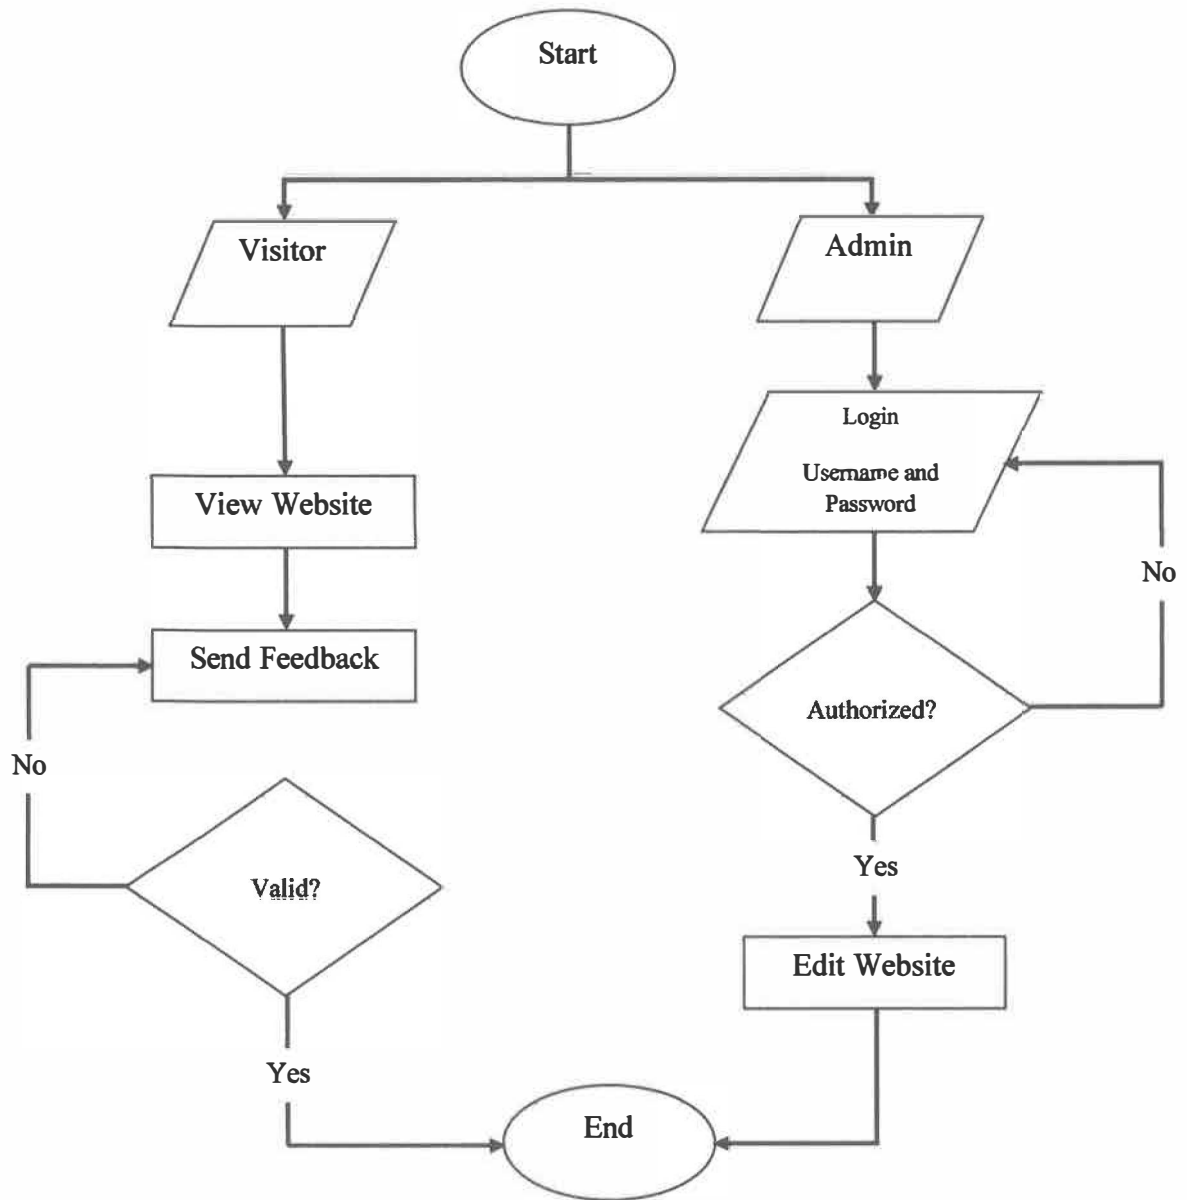 Start
Visitor
Admin
Login
Username and
Password
View Website
No
Send Feedback
Authorized?
No
Valid?
Yes
Edit Website
Yes
End